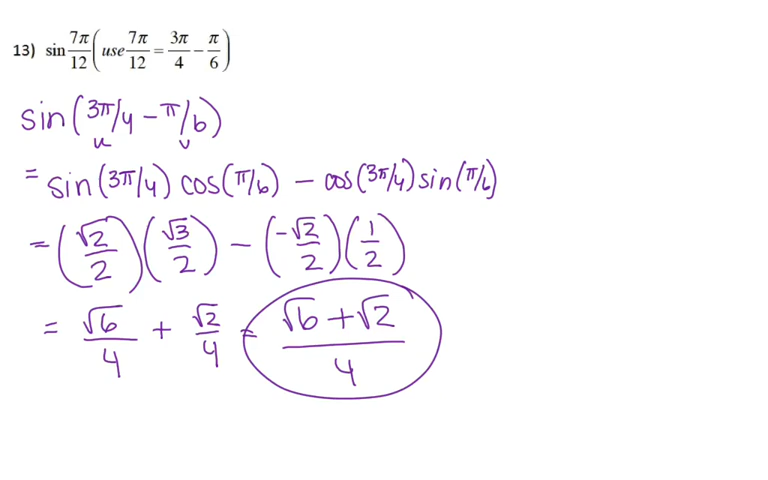 13) sin 7π/12 (use 7π/12 = 3π/4 − π/6)
sin(3π/4 − π/6)
u v
= sin(3π/4) cos(π/6) − cos(3π/4) sin(π/6)
= (√2/2)(√3/2) − (−√2/2)(1/2)
= √6/4 + √2/4 = (√6 + √2)/4